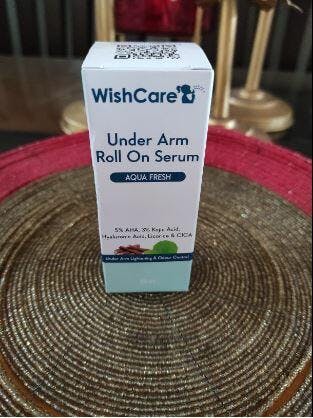 WishCare
Under Arm
Roll On Serum
AQUA FRESH
5% AHA, 3% Kojic Acid,
Hyaluronic Acid, Licorice & CICA
Under Arm Lightening & Odour Control